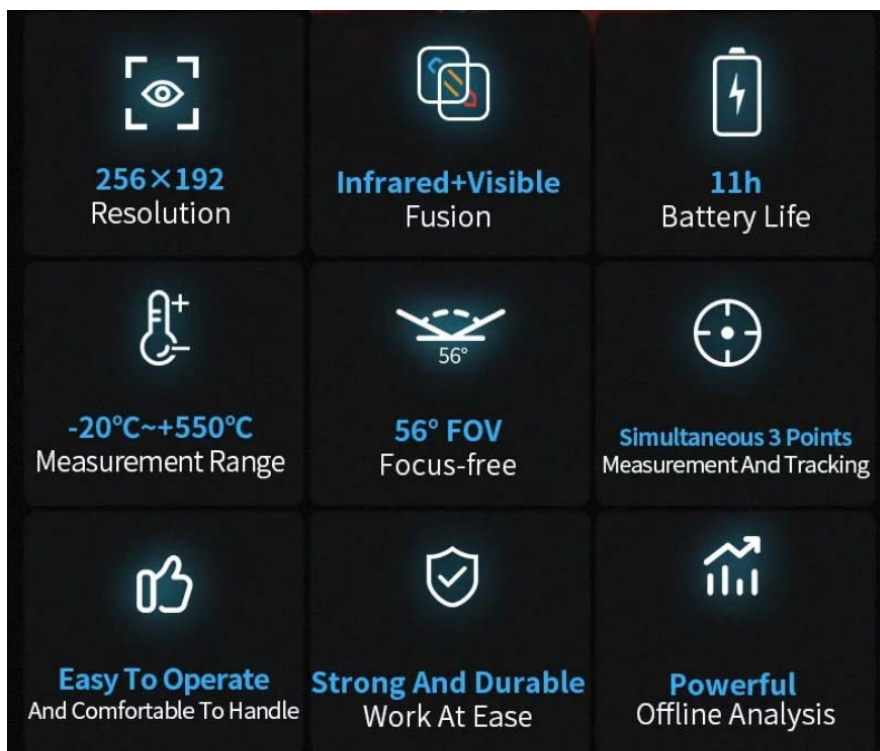 256×192
Resolution
Infrared+Visible
Fusion
11h
Battery Life
-20℃~+550℃
Measurement Range
56°
56° FOV
Focus-free
Simultaneous 3 Points
Measurement And Tracking
Easy To Operate
And Comfortable To Handle
Strong And Durable
Work At Ease
Powerful
Offline Analysis